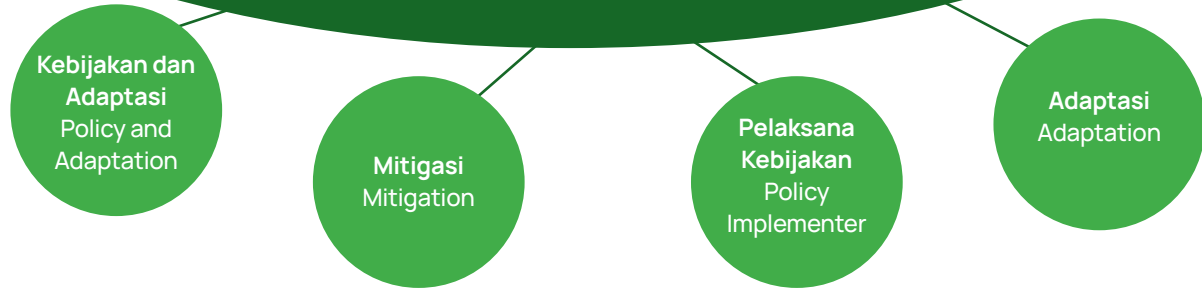 Kebijakan dan
Adaptasi
Policy and
Adaptation
Mitigasi
Mitigation
Pelaksana
Kebijakan
Policy
Implementer
Adaptasi
Adaptation